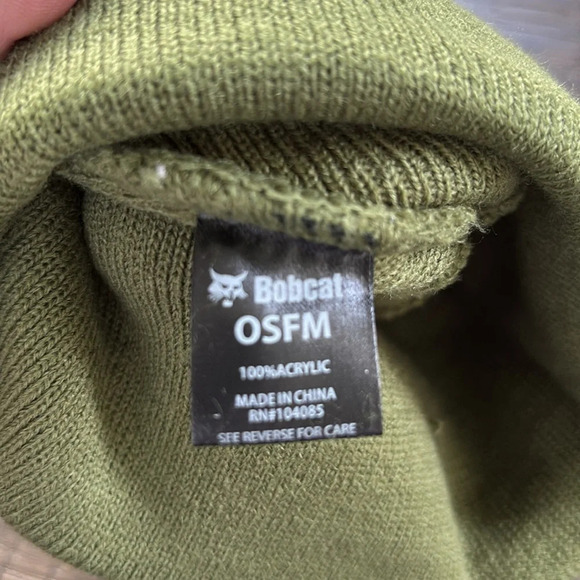 Bobcat
OSFM
100%ACRYLIC
MADE IN CHINA
RN#104085
SEE REVERSE FOR CARE